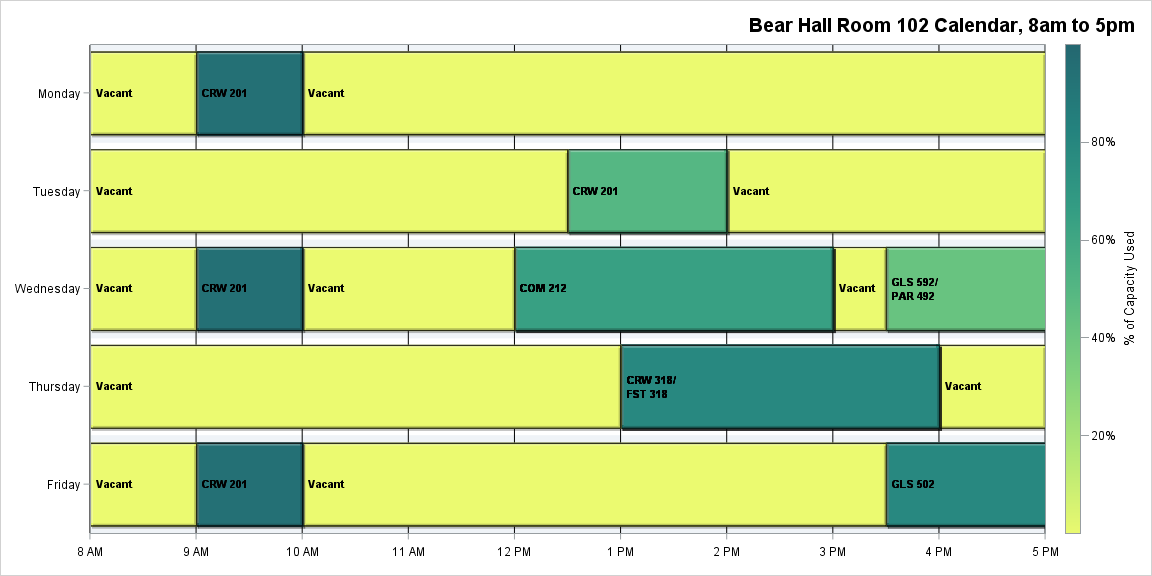 Bear Hall Room 102 Calendar, 8am to 5pm
Monday
Vacant
CRW 201
Vacant
Tuesday
Vacant
CRW 201
Vacant
Wednesday
Vacant
CRW 201
Vacant
COM 212
Vacant
GLS 592/
PAR 492
Thursday
Vacant
CRW 318/
FST 318
Vacant
Friday
Vacant
CRW 201
Vacant
GLS 502
8 AM
9 AM
10 AM
11 AM
12 PM
1 PM
2 PM
3 PM
4 PM
5 PM
80%
60%
40%
20%
% of Capacity Used